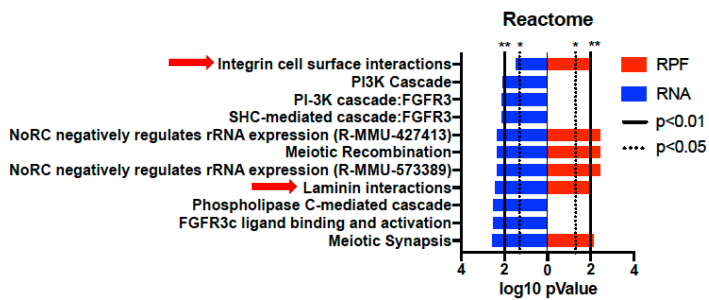 Reactome
** * * **
Integrin cell surface interactions
PI3K Cascade
PI-3K cascade:FGFR3
SHC-mediated cascade:FGFR3
NoRC negatively regulates rRNA expression (R-MMU-427413)
Meiotic Recombination
NoRC negatively regulates rRNA expression (R-MMU-573389)
Laminin interactions
Phospholipase C-mediated cascade
FGFR3c ligand binding and activation
Meiotic Synapsis
4 2 0 2 4
log10 pValue
RPF
RNA
p<0.01
p<0.05